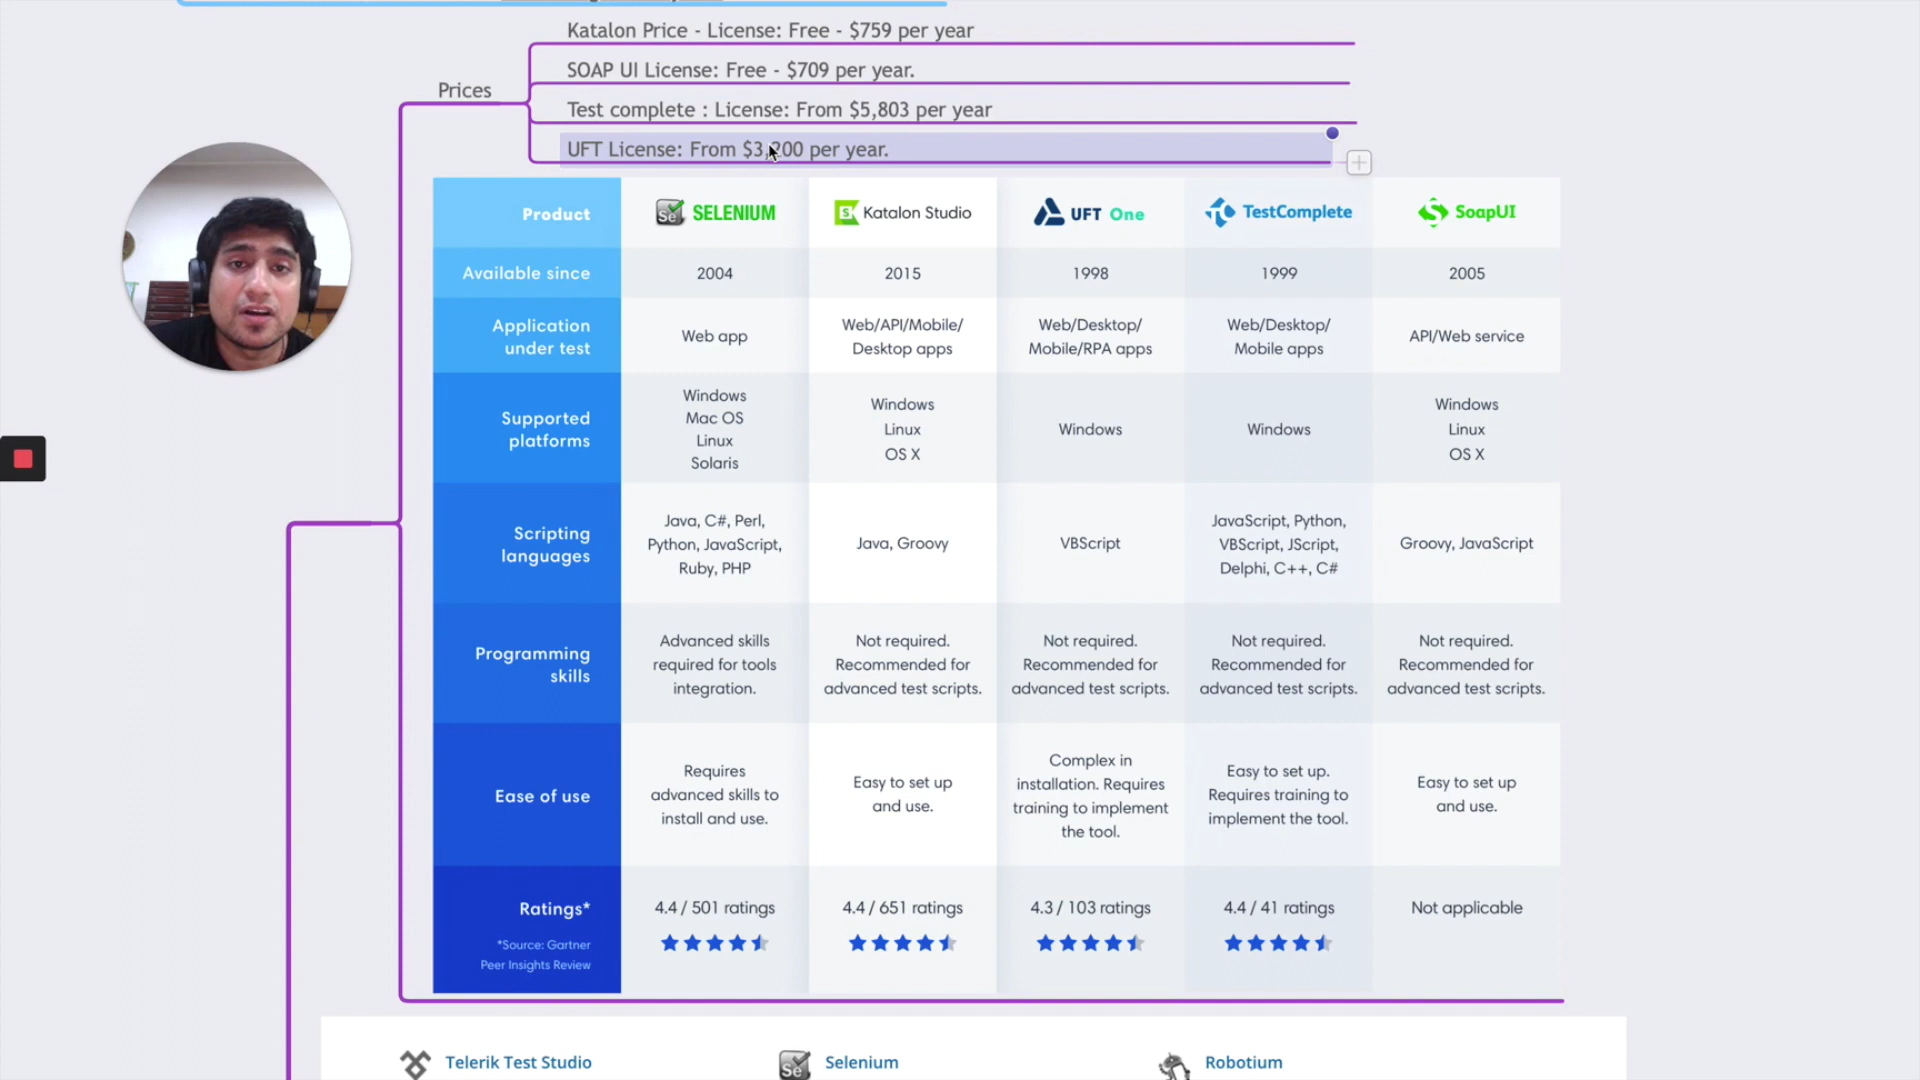 Katalon Price - License: Free - $759 per year
SOAP UI License: Free - $709 per year.
Prices
Test complete : License: From $5,803 per year
UFT License: From $3,200 per year.
Product
Se SELENIUM
Katalon Studio
UFT One
TestComplete
SoapUI
Available since
2004
2015
1998
1999
2005
Application
under test
Web app
Web/API/Mobile/
Desktop apps
Web/Desktop/
Mobile/RPA apps
Web/Desktop/
Mobile apps
API/Web service
Supported
platforms
Windows
Mac OS
Linux
Solaris
Windows
Linux
OS X
Windows
Windows
Windows
Linux
OS X
Scripting
languages
Java, C#, Perl,
Python, JavaScript,
Ruby, PHP
Java, Groovy
VBScript
JavaScript, Python,
VBScript, JScript,
Delphi, C++, C#
Groovy, JavaScript
Programming
skills
Advanced skills
required for tools
integration.
Not required.
Recommended for
advanced test scripts.
Not required.
Recommended for
advanced test scripts.
Not required.
Recommended for
advanced test scripts.
Not required.
Recommended for
advanced test scripts.
Ease of use
Requires
advanced skills to
install and use.
Easy to set up
and use.
Complex in
installation. Requires
training to implement
the tool.
Easy to set up.
Requires training to
implement the tool.
Easy to set up
and use.
Ratings*
*Source: Gartner
Peer Insights Review
4.4 / 501 ratings
4.4 / 651 ratings
4.3 / 103 ratings
4.4 / 41 ratings
Not applicable
Telerik Test Studio
Se Selenium
Robotium